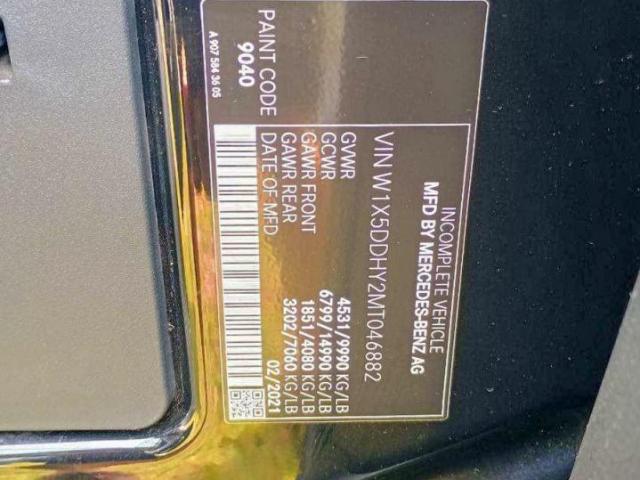 INCOMPLETE VEHICLE
MFD BY MERCEDES-BENZ AG
VIN W1X5DDHY2MT046882
GVWR 4531/9990 KG/LB
GCWR 6799/14990 KG/LB
GAWR FRONT 1851/4080 KG/LB
GAWR REAR 3202/7060 KG/LB
DATE OF MFD 02/2021
PAINT CODE
9040
A 907 584 36 05